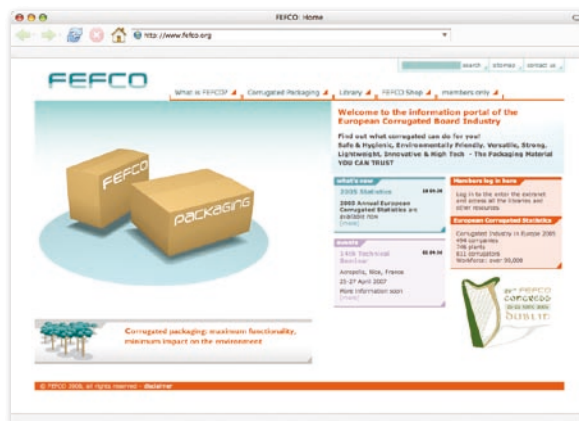 FEFCO: Home
http://www.fefco.org
search
sitemap
contact us
FEFCO
What is FEFCO?
Corrugated Packaging
Library
FEFCO Shop
members only
Welcome to the information portal of the
European Corrugated Board Industry
Find out what corrugated can do for you!
Safe & Hygienic, Environmentally Friendly, Versatile, Strong,
Lightweight, Innovative & High Tech - The Packaging Material
YOU CAN TRUST
FEFCO
PACKAGING
what's new
2005 Statistics
2005 Annual European
Corrugated Statistics are
available now
[more]
events
14th Technical
Seminar
Acropolis, Nice, France
25-27 April 2007
More information soon
[more]
Members log in here
Log in to the enter the extranet
and access all the libraries and
other resources.
European Corrugated Statistics
Corrugated Industry in Europe 2005
746 plants
Workforce: over 90,000
FEFCO
CONGRESS
DUBLIN
Corrugated packaging: maximum functionality,
minimum impact on the environment
© FEFCO 2006, all rights reserved - disclaimer